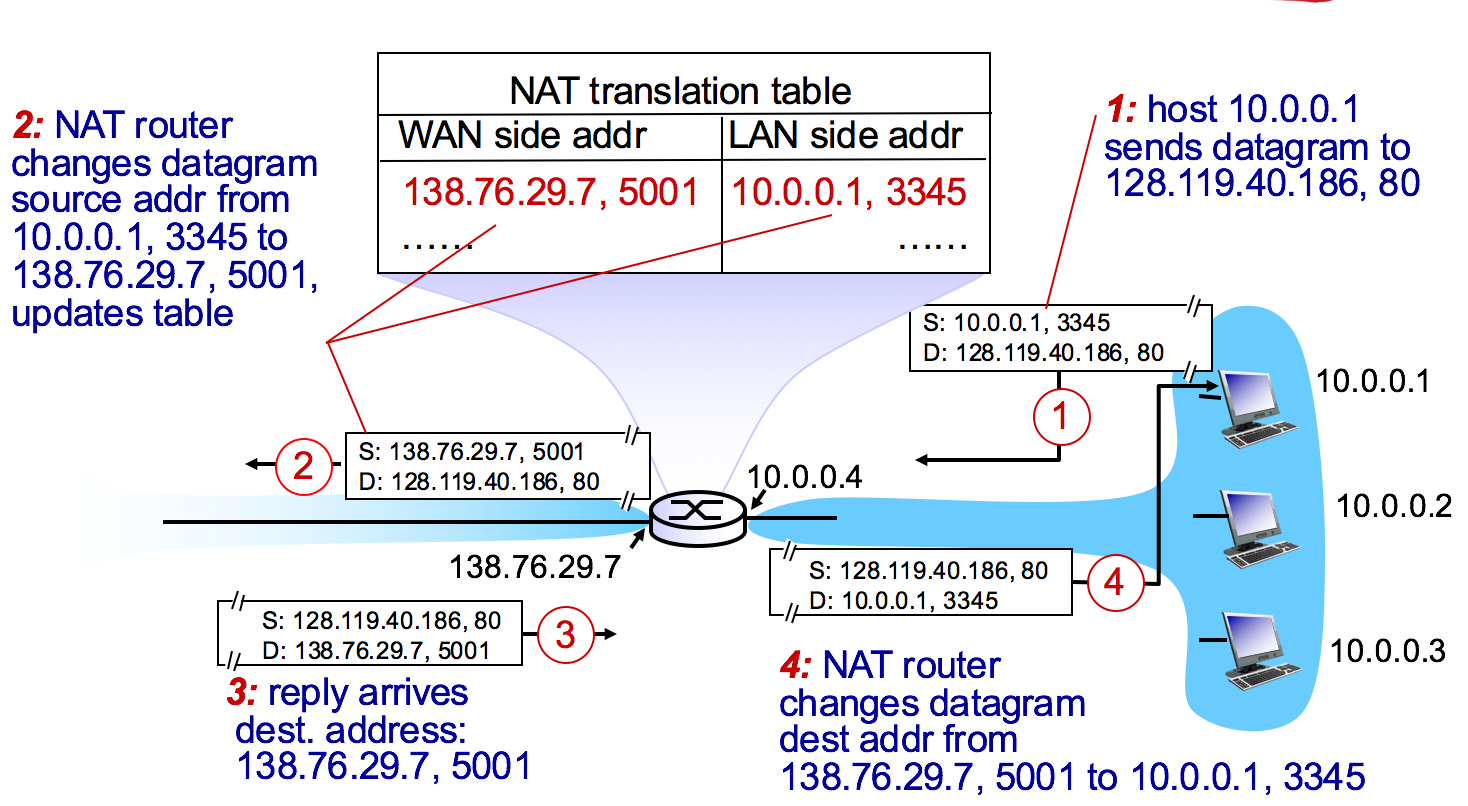 NAT translation table
WAN side addr LAN side addr
138.76.29.7, 5001 10.0.0.1, 3345
...... ......
2: NAT router
changes datagram
source addr from
10.0.0.1, 3345 to
138.76.29.7, 5001,
updates table
1: host 10.0.0.1
sends datagram to
128.119.40.186, 80
S: 10.0.0.1, 3345
D: 128.119.40.186, 80
1
10.0.0.1
2
S: 138.76.29.7, 5001
D: 128.119.40.186, 80
10.0.0.4
10.0.0.2
138.76.29.7
S: 128.119.40.186, 80
D: 10.0.0.1, 3345
4
S: 128.119.40.186, 80
D: 138.76.29.7, 5001
3
10.0.0.3
3: reply arrives
dest. address:
138.76.29.7, 5001
4: NAT router
changes datagram
dest addr from
138.76.29.7, 5001 to 10.0.0.1, 3345